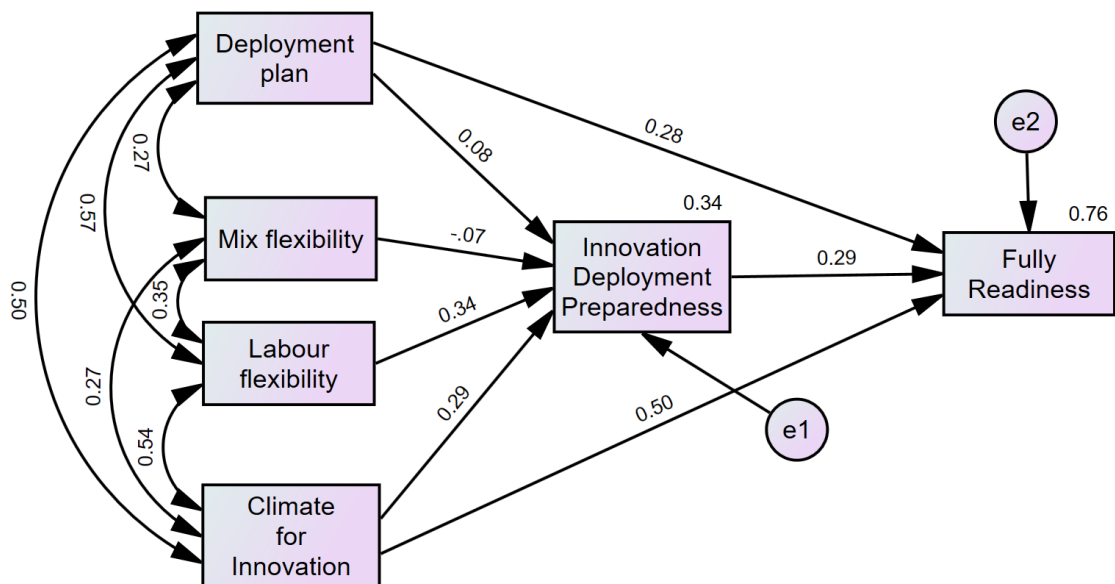 Deployment
plan
e2
0.28
0.08
0.27
0.50
0.57
0.34
0.76
Mix flexibility
-.07
Innovation
Deployment
Preparedness
0.29
Fully
Readiness
0.35
0.34
Labour
flexibility
0.27
0.29
0.50
e1
0.54
Climate
for
Innovation